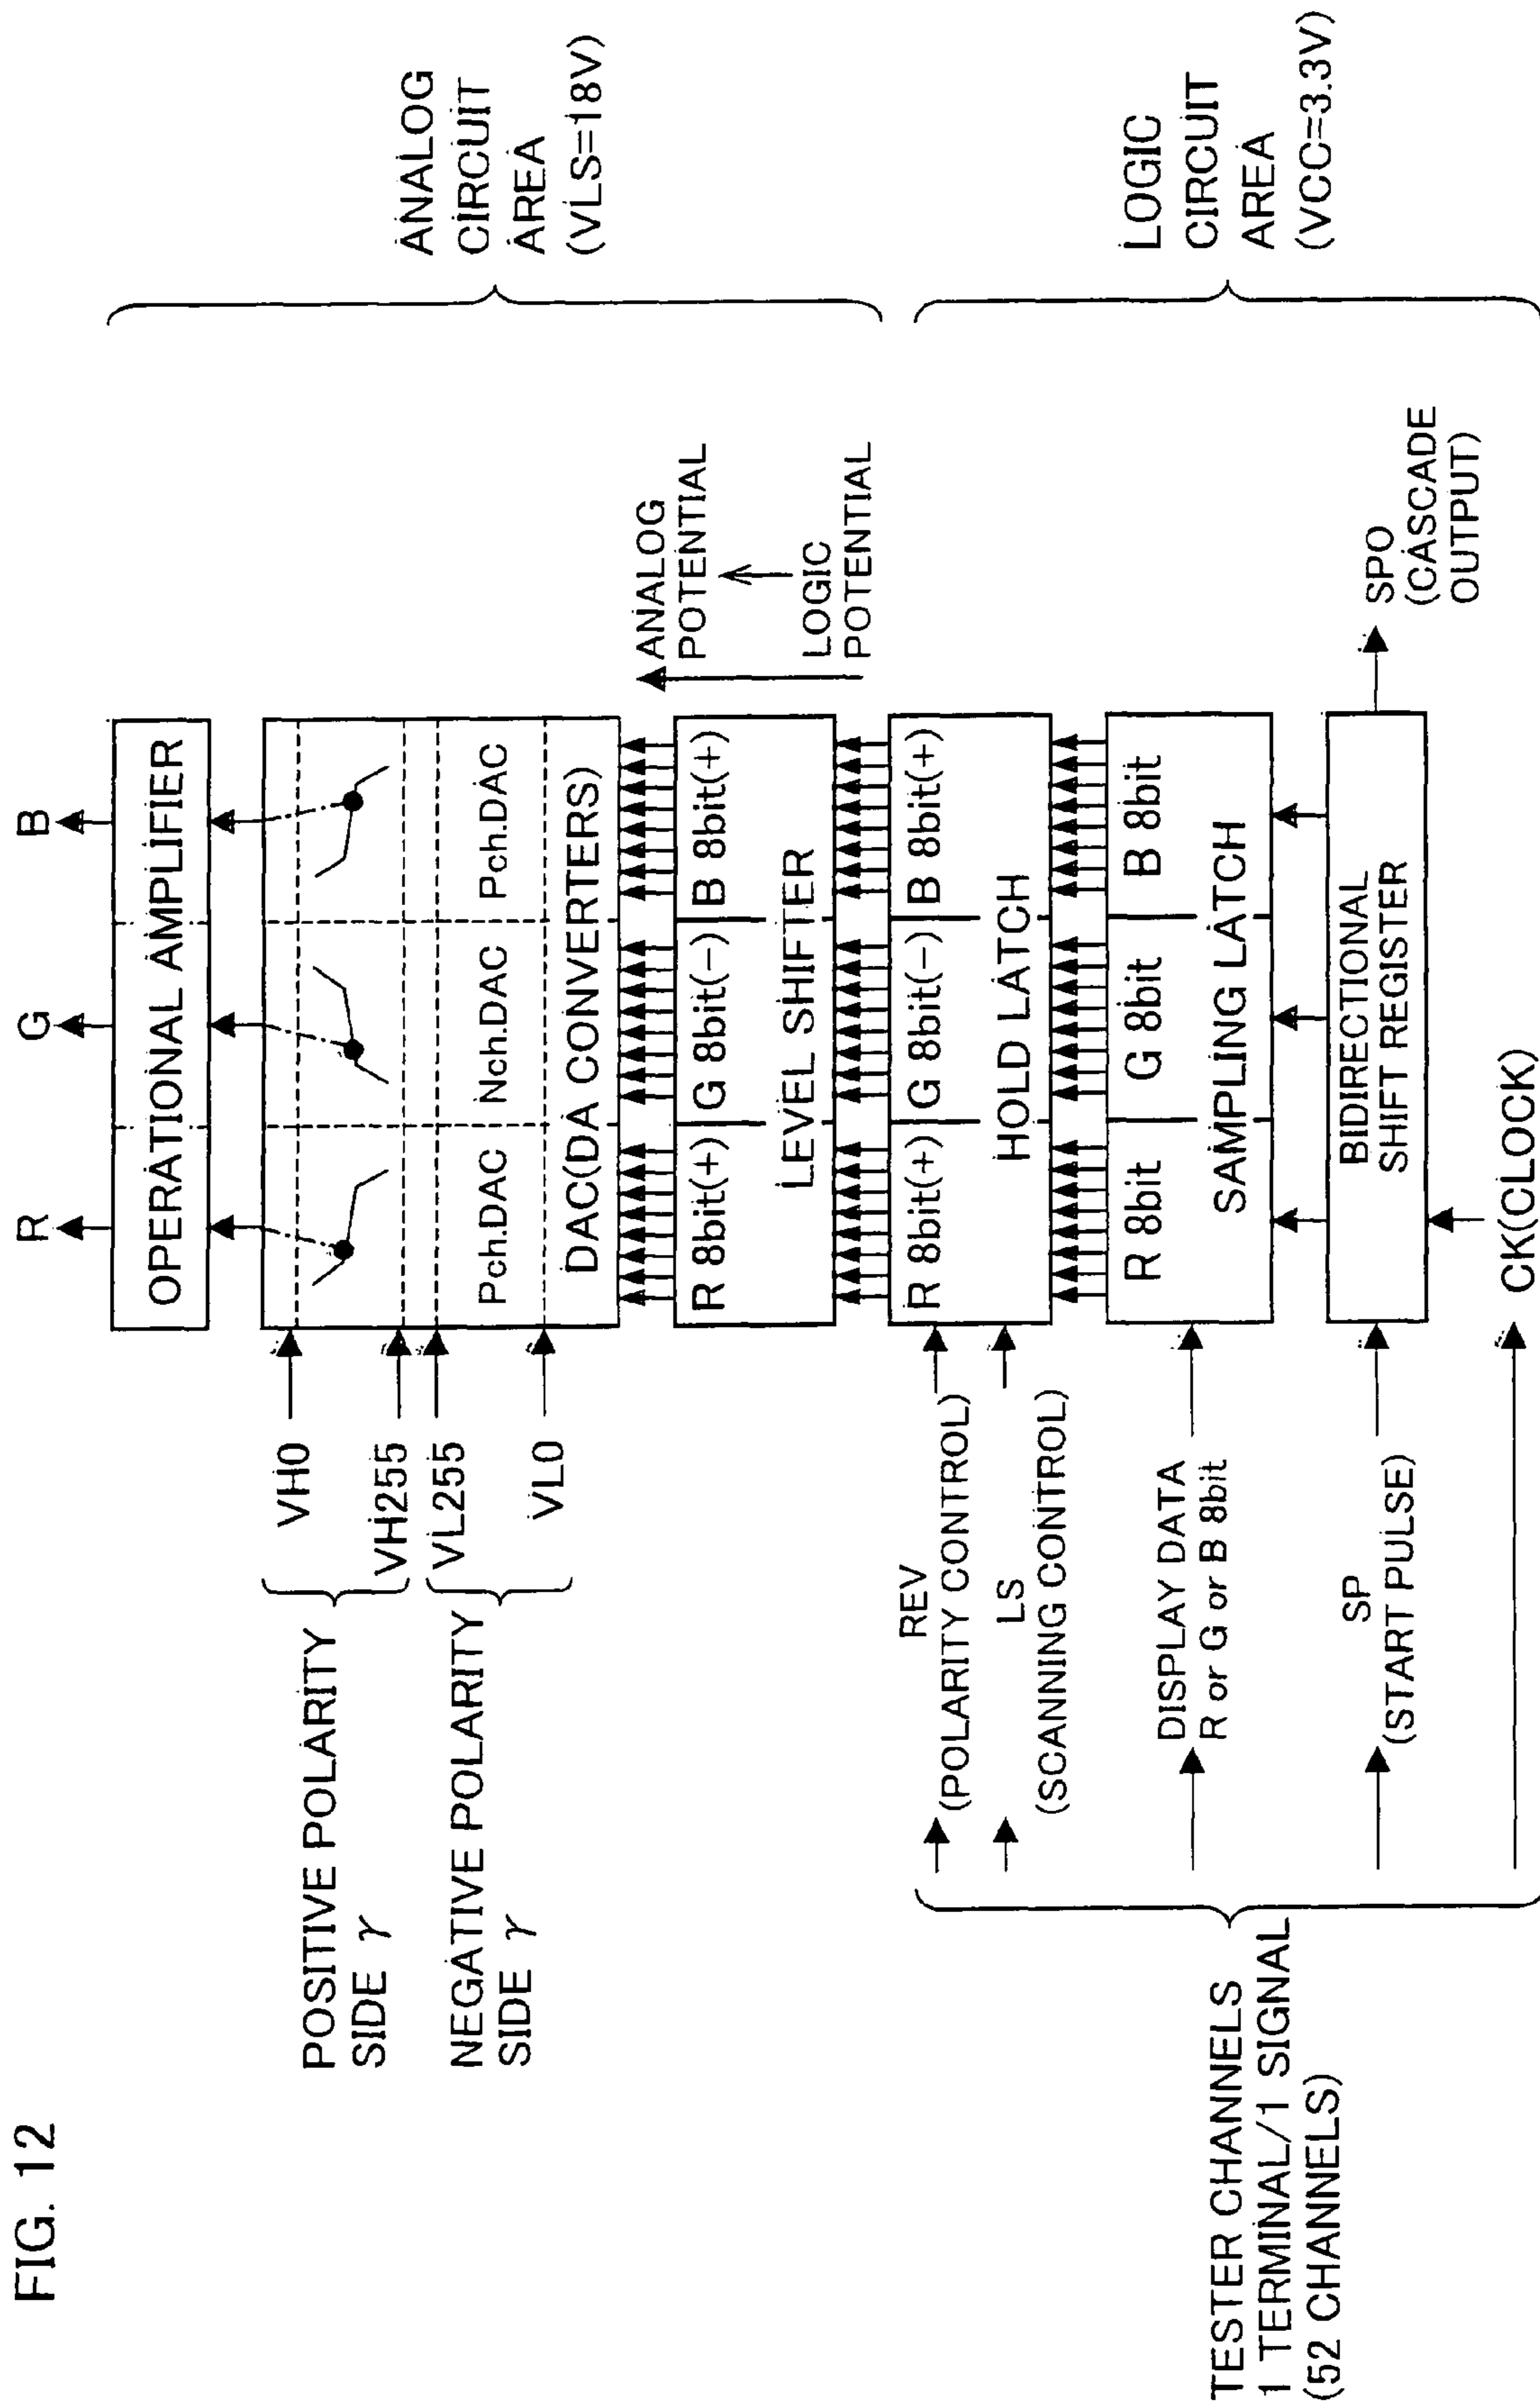 FIG. 12
R
G
B
OPERATIONAL AMPLIFIER
POSITIVE POLARITY
SIDE γ
VH0
VH255
NEGATIVE POLARITY
SIDE γ
VL255
VL0
Pch.DAC
Nch.DAC
Pch.DAC
DAC(DA CONVERTERS)
ANALOG
CIRCUIT
AREA
(VLS=18V)
ANALOG
POTENTIAL
LOGIC
POTENTIAL
R 8bit(+)
G 8bit(-)
B 8bit(+)
LEVEL SHIFTER
REV
(POLARITY CONTROL)
LS
(SCANNING CONTROL)
R 8bit(+)
G 8bit(-)
B 8bit(+)
HOLD LATCH
DISPLAY DATA
R or G or B 8bit
R 8bit
G 8bit
B 8bit
SAMPLING LATCH
LOGIC
CIRCUIT
AREA
(VCC=3.3V)
TESTER CHANNELS
1 TERMINAL/1 SIGNAL
(52 CHANNELS)
SP
(START PULSE)
BIDIRECTIONAL
SHIFT REGISTER
SPO
(CASCADE
OUTPUT)
CK(CLOCK)